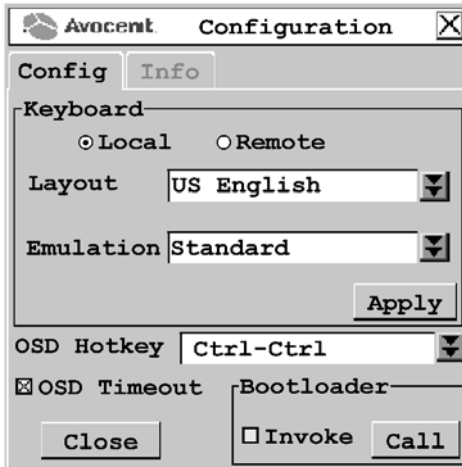 Avocent. Configuration
Config Info
Keyboard
Local Remote
Layout US English
Emulation Standard
Apply
OSD Hotkey Ctrl-Ctrl
OSD Timeout Bootloader
Close Invoke Call